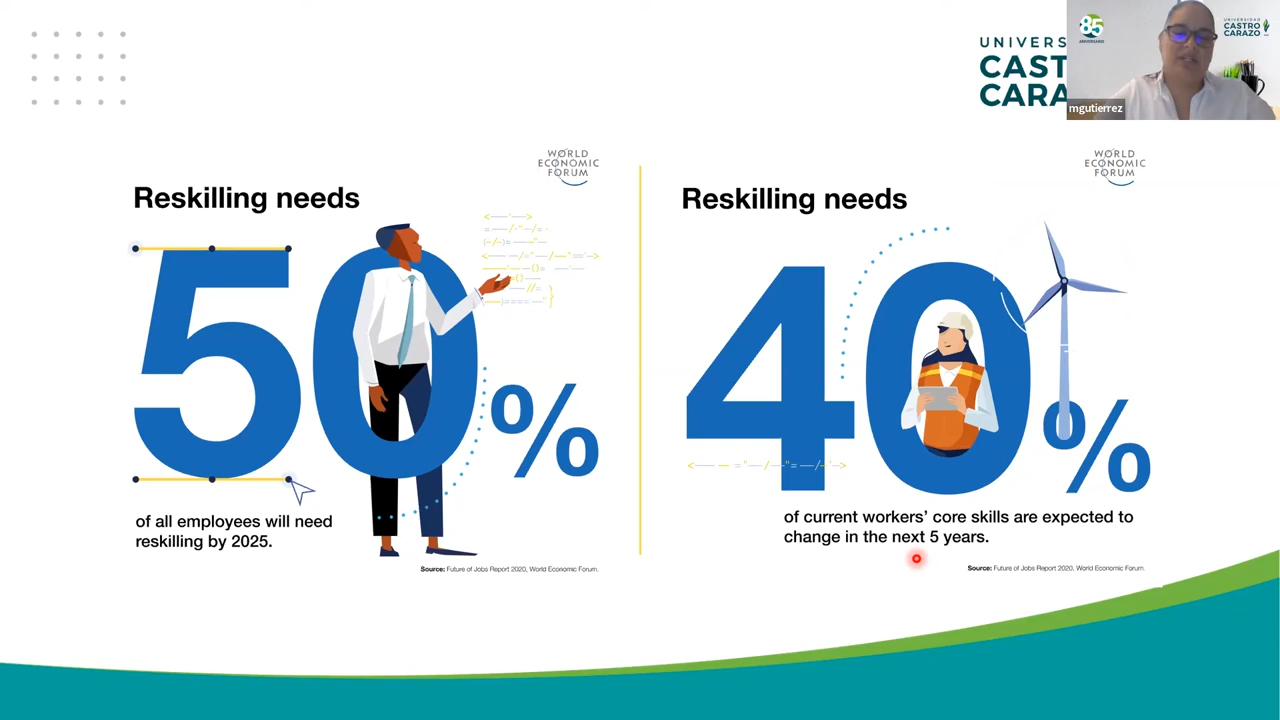 UNIVERS
CAST
CARA
85
ANIVERSARIO
UNIVERSIDAD
CASTRO
CARAZO
mgutierrez
WORLD
ECONOMIC
FORUM
Reskilling needs
50%
of all employees will need
reskilling by 2025.
Source: Future of Jobs Report 2020, World Economic Forum.
WORLD
ECONOMIC
FORUM
Reskilling needs
40%
of current workers’ core skills are expected to
change in the next 5 years.
Source: Future of Jobs Report 2020, World Economic Forum.